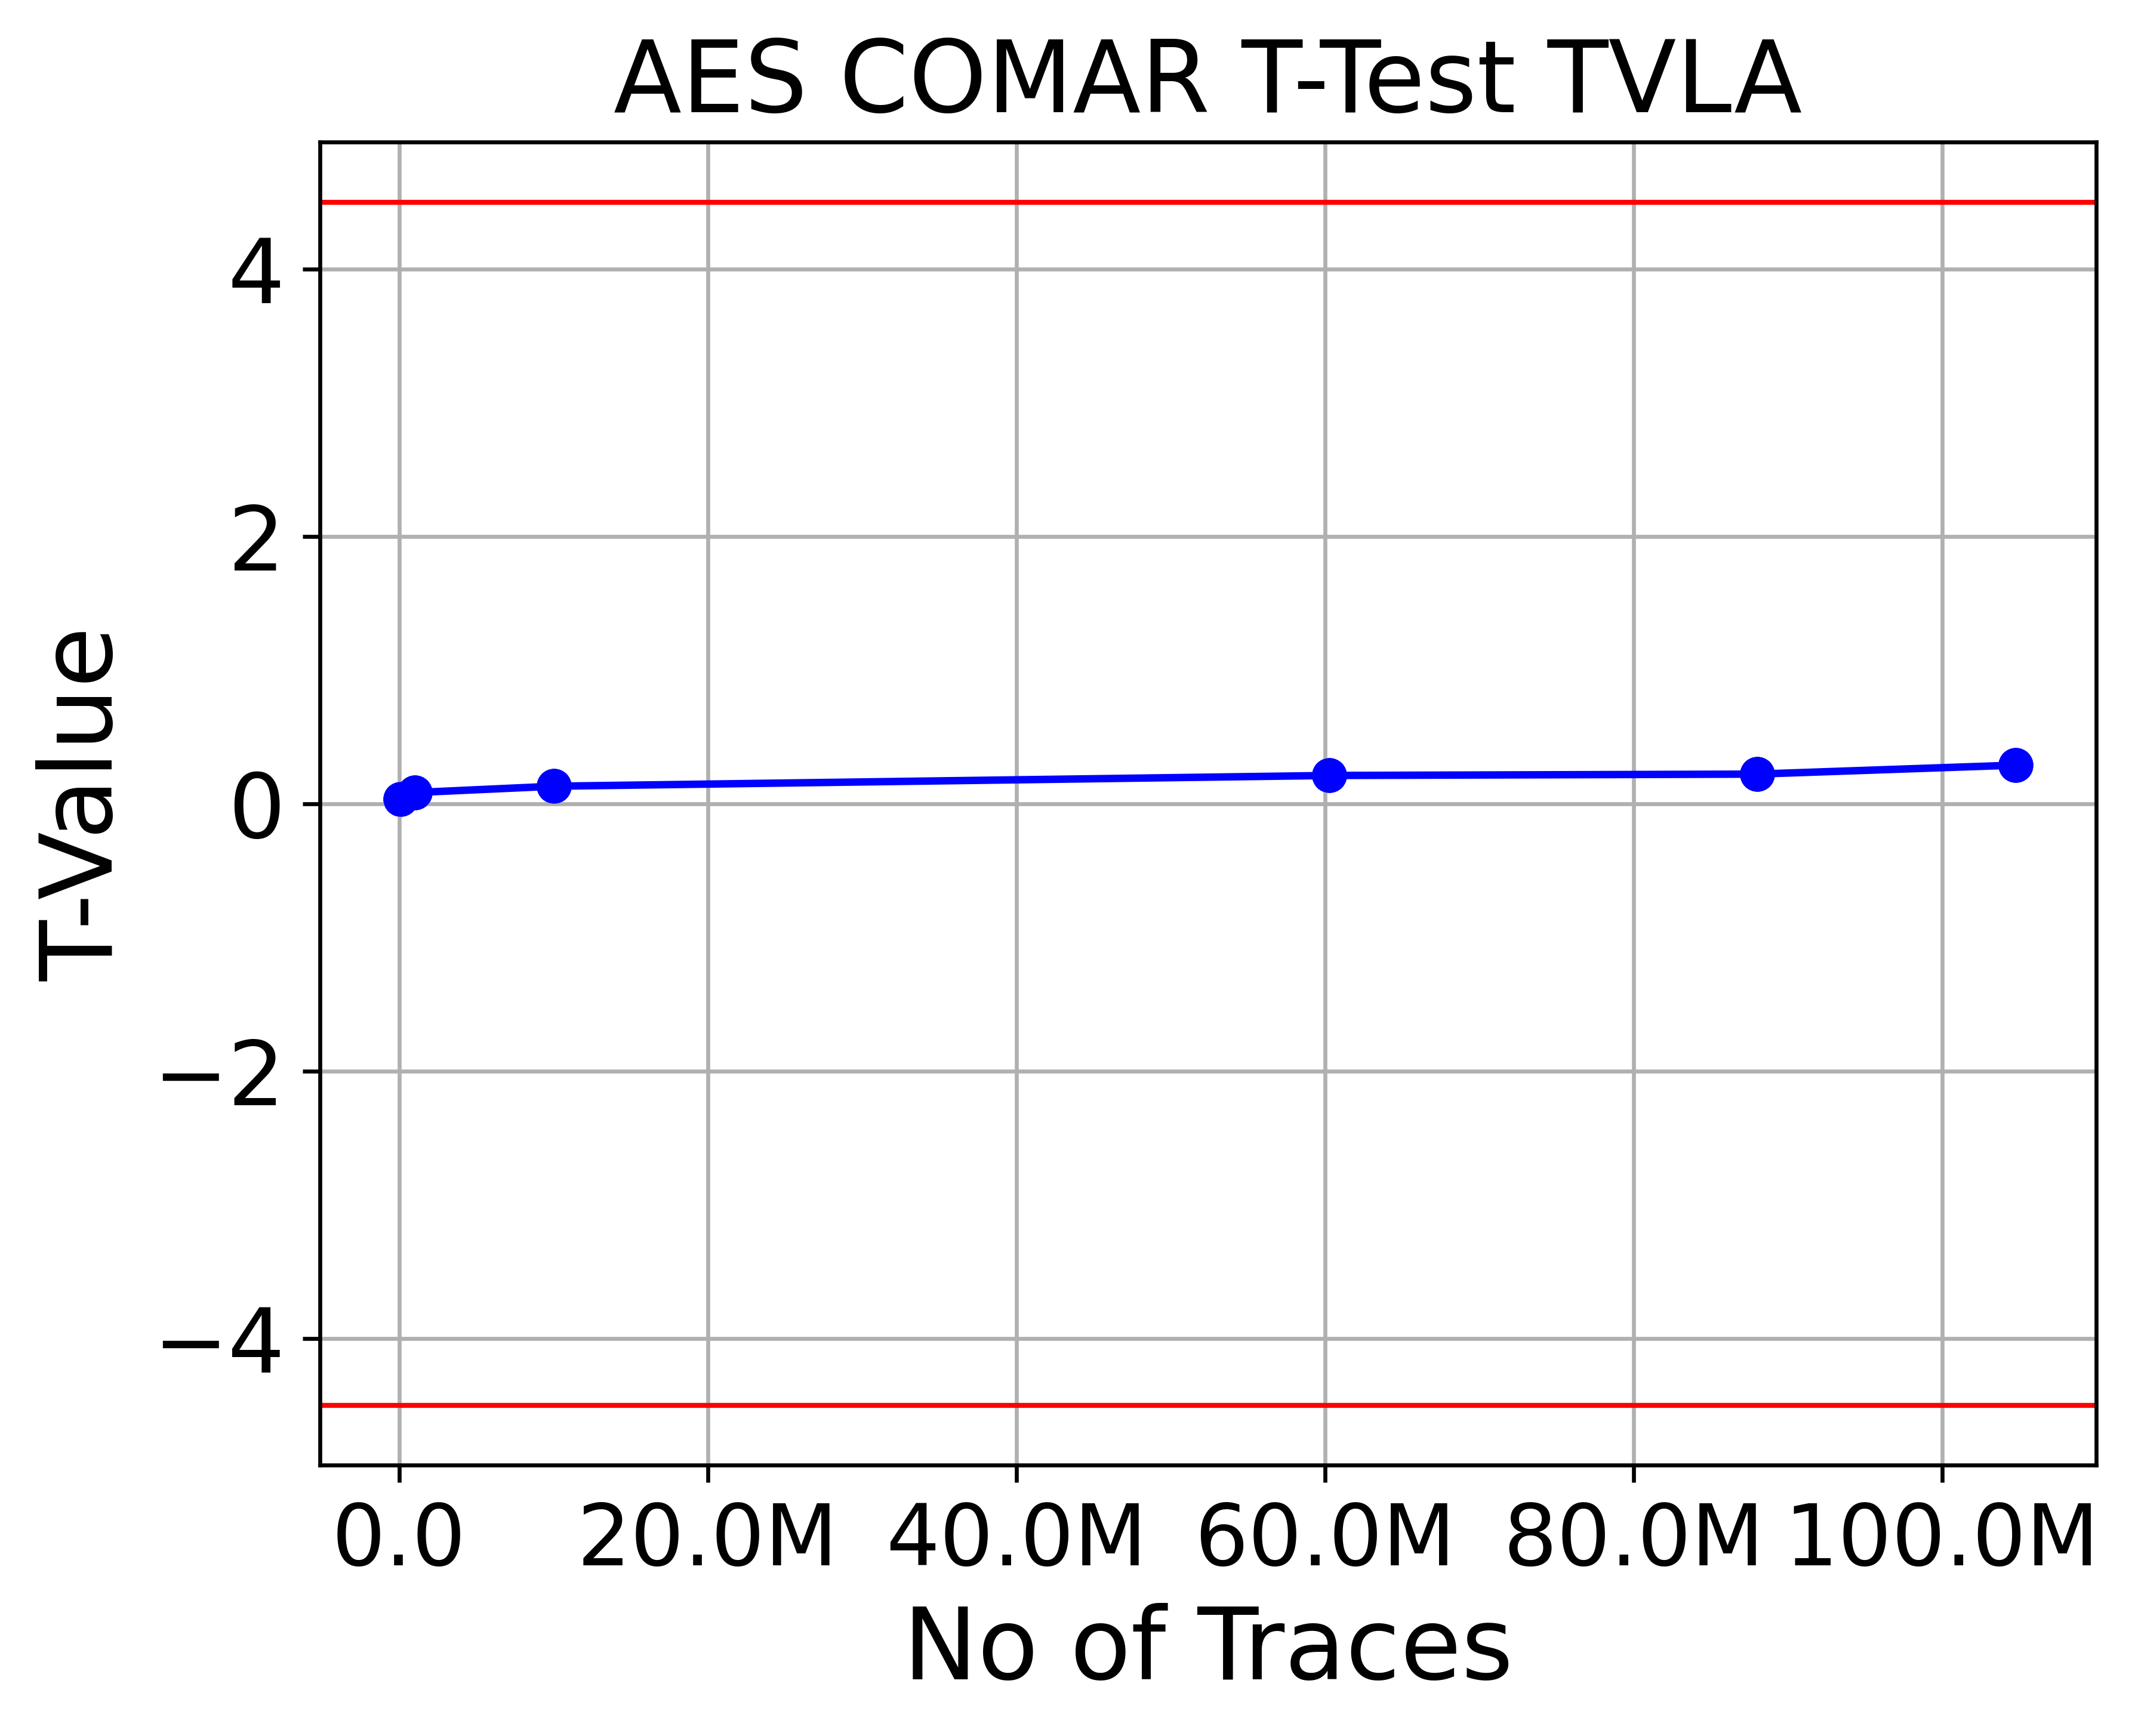 AES COMAR T-Test TVLA
4
2
0
−2
−4
T-Value
0.0 20.0M 40.0M 60.0M 80.0M 100.0M
No of Traces